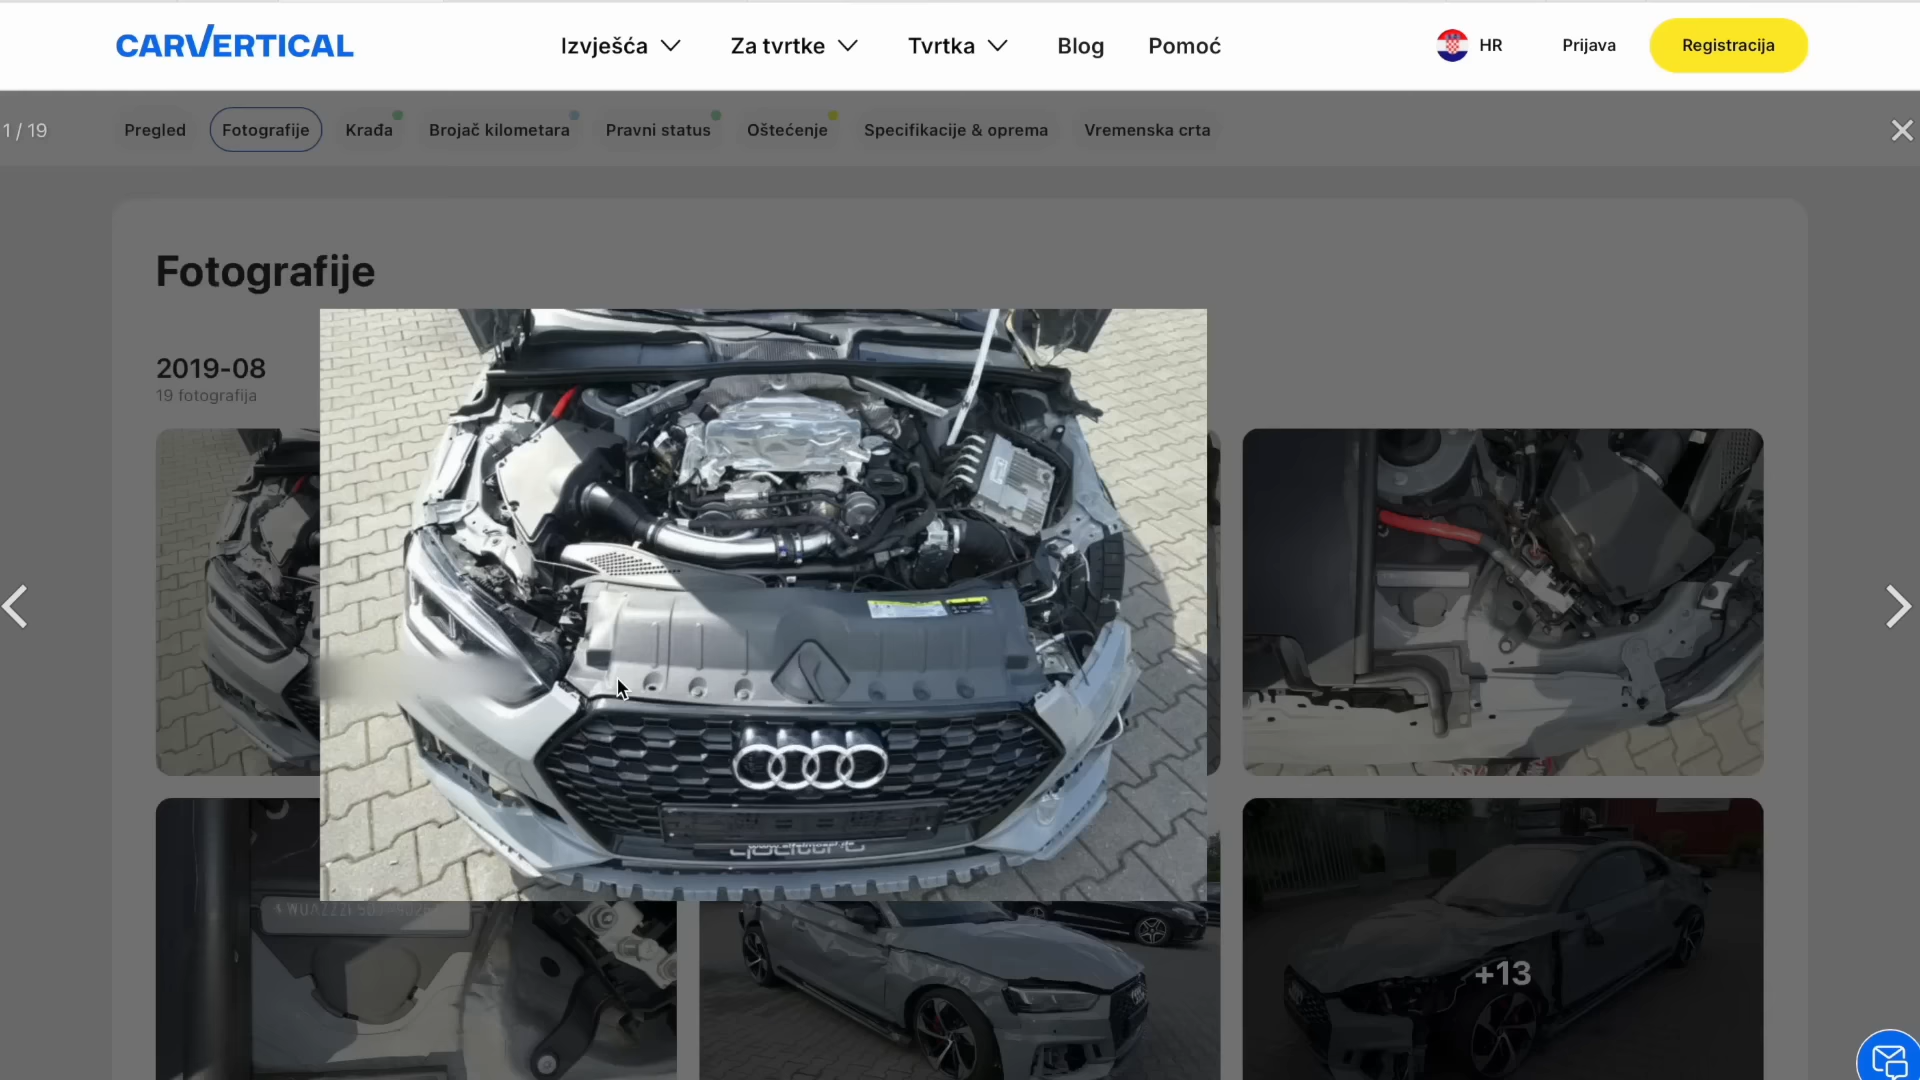 CARVERTICAL
Izvješća
Za tvrtke
Tvrtka
Blog
Pomoć
HR
Prijava
Registracija
1 / 19
Pregled
Fotografije
Krađa
Brojač kilometara
Pravni status
Oštećenje
Specifikacije & oprema
Vremenska crta
Fotografije
2019-08
19 fotografija
+13